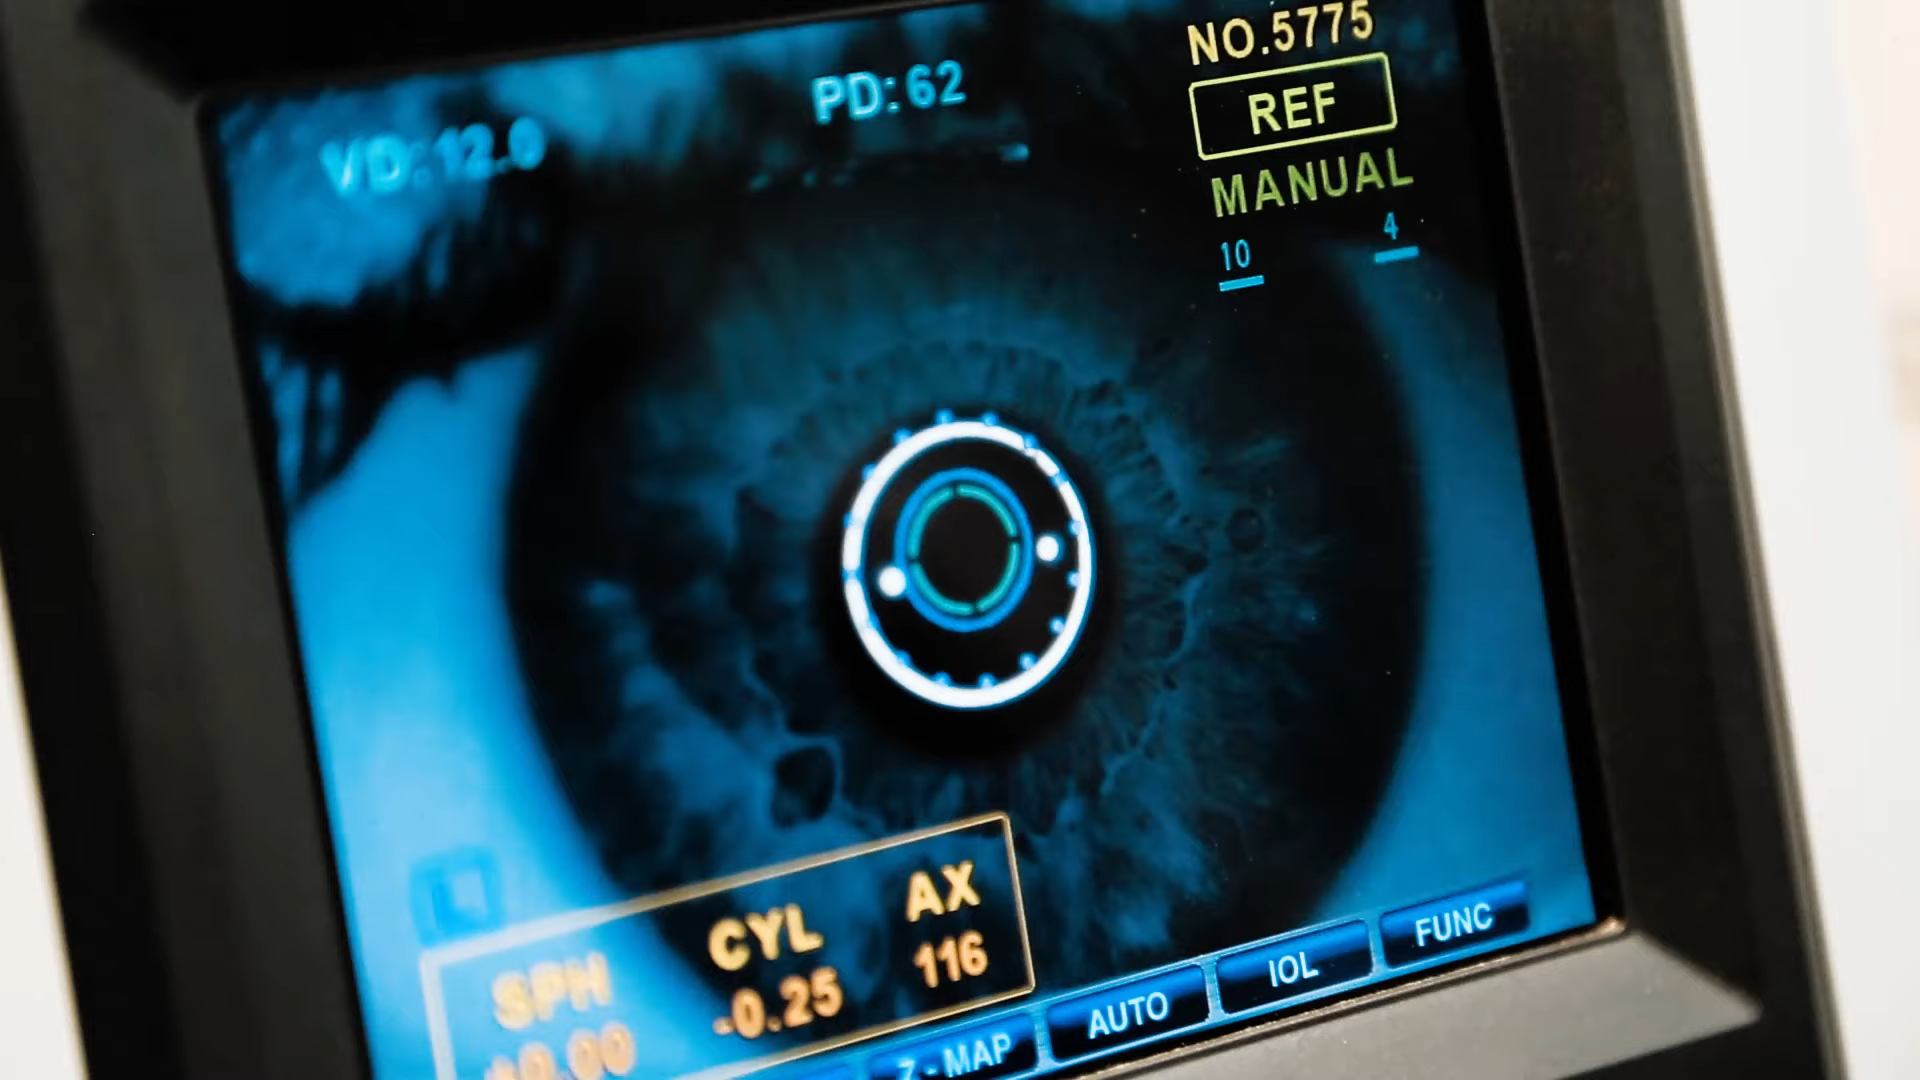 NO.5775
PD:62
REF
VD:12.0
MANUAL
10 4
L
SPH CYL AX
-0.25 116
Z-MAP AUTO IOL FUNC